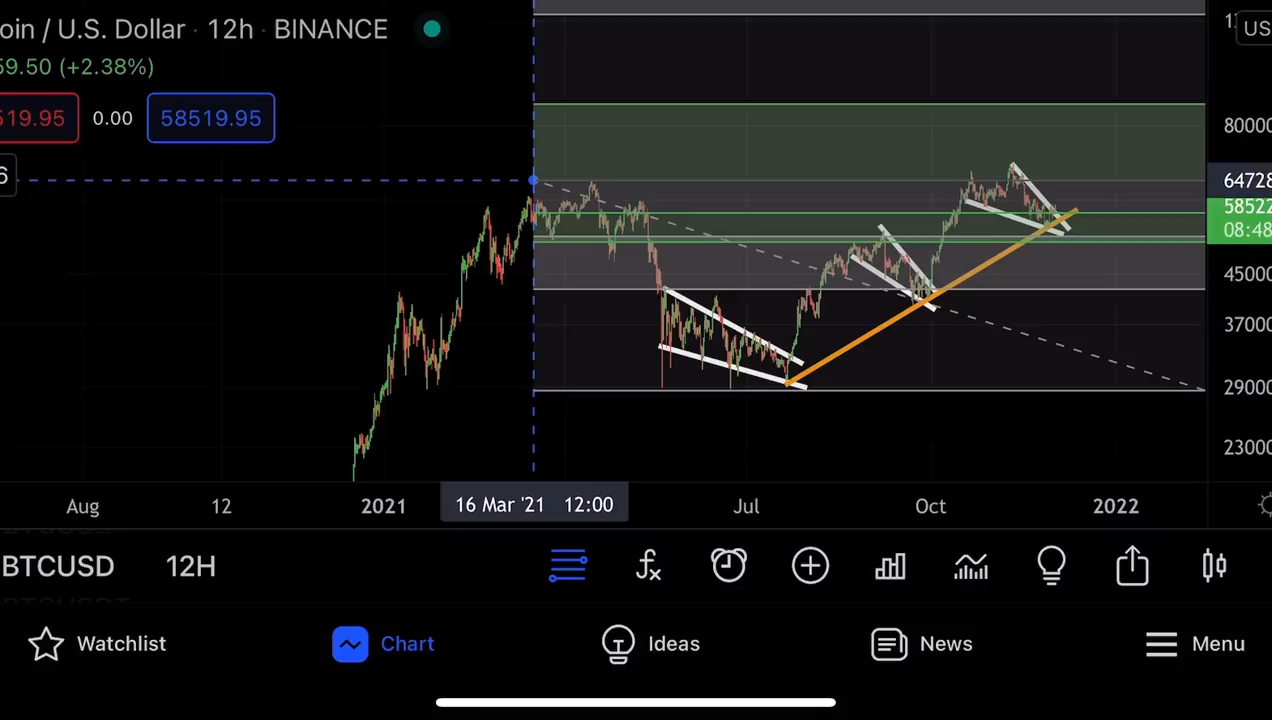 oin / U.S. Dollar · 12h · BINANCE
59.50 (+2.38%)
519.95 0.00 58519.95
6
US
80000
64728
58522
08:48
45000
37000
29000
23000
Aug 12 2021 16 Mar '21 12:00 Jul Oct 2022
BTCUSD 12H
Watchlist Chart Ideas News Menu